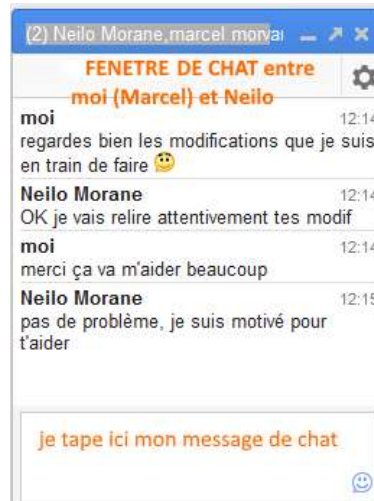 (2) Neilo Morane,marcel morvan
FENETRE DE CHAT entre
moi (Marcel) et Neilo
moi 12:14
regardes bien les modifications que je suis
en train de faire
Neilo Morane 12:14
OK je vais relire attentivement tes modif
moi 12:14
merci ça va m'aider beaucoup
Neilo Morane 12:15
pas de problème, je suis motivé pour
t'aider
je tape ici mon message de chat